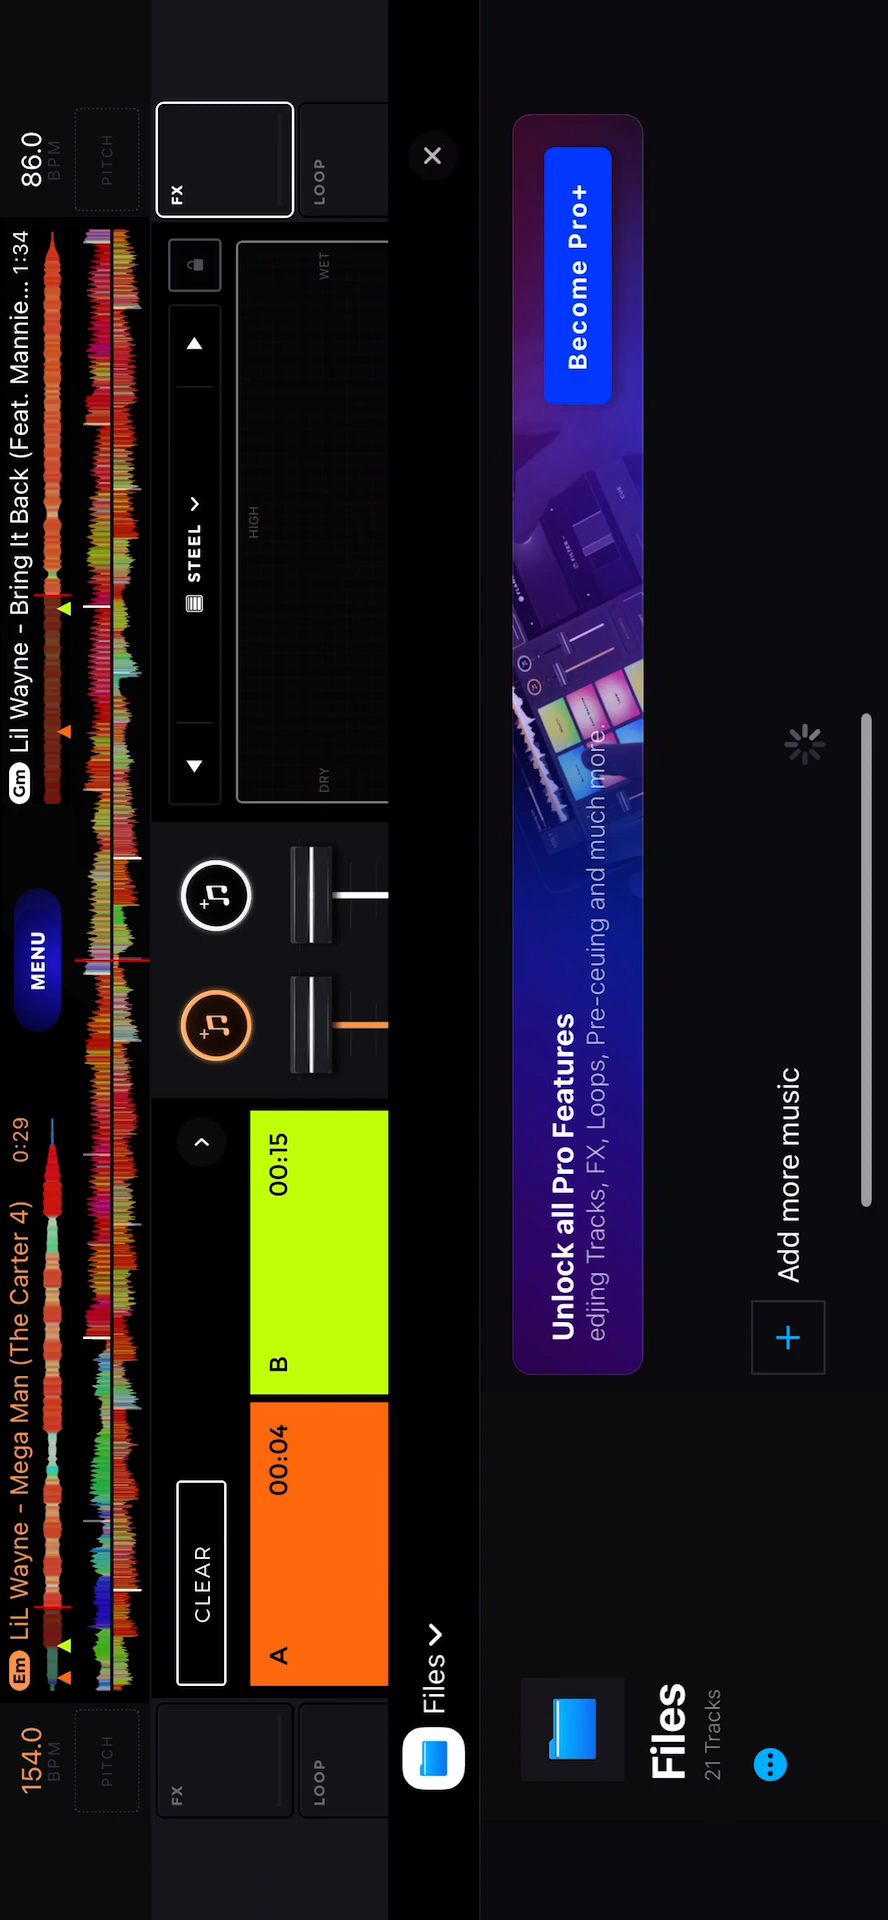 154.0
BPM
PITCH
Em LiL Wayne - Mega Man (The Carter 4) 0:29
MENU
Gm Lil Wayne - Bring It Back (Feat. Mannie... 1:34
86.0
BPM
PITCH
FX
LOOP
CLEAR
A 00:04
B 00:15
STEEL
HIGH
DRY
WET
FX
LOOP
Files
Files
21 Tracks
Unlock all Pro Features
edjing Tracks, FX, Loops, Pre-ceuing and much more.
Become Pro+
Add more music